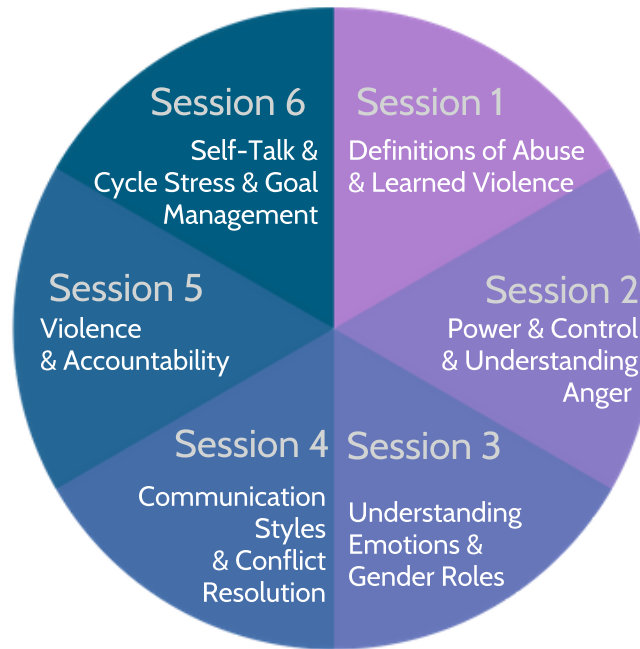 Session 1
Definitions of Abuse
& Learned Violence
Session 2
Power & Control
& Understanding
Anger
Session 3
Understanding
Emotions &
Gender Roles
Session 4
Communication
Styles
& Conflict
Resolution
Session 5
Violence
& Accountability
Session 6
Self-Talk &
Cycle Stress & Goal
Management